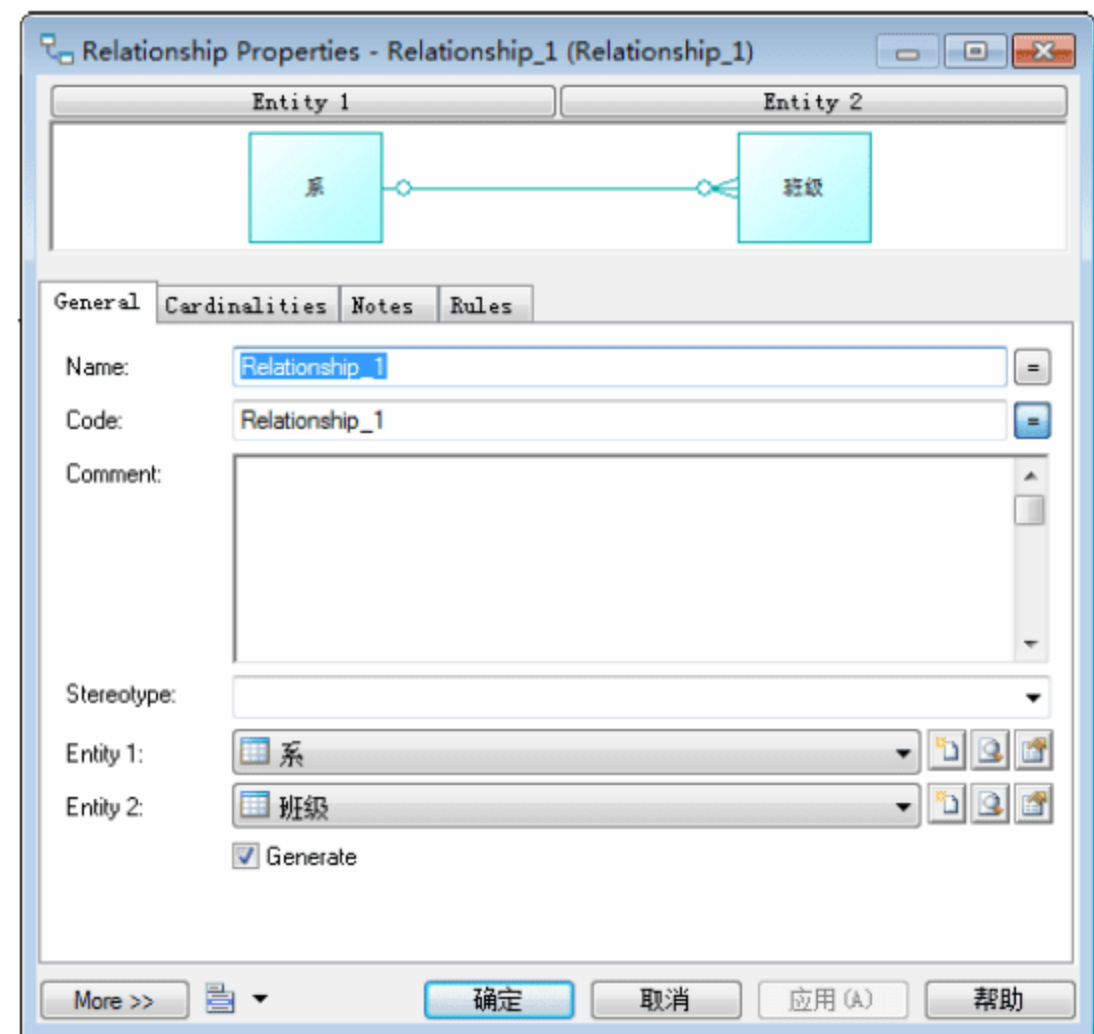 Relationship Properties - Relationship_1 (Relationship_1)
Entity 1 Entity 2
系 班级
General Cardinalities Notes Rules
Name: Relationship_1 =
Code: Relationship_1 =
Comment:
Stereotype:
Entity 1: 系
Entity 2: 班级
Generate
More >> 确定 取消 应用(A) 帮助